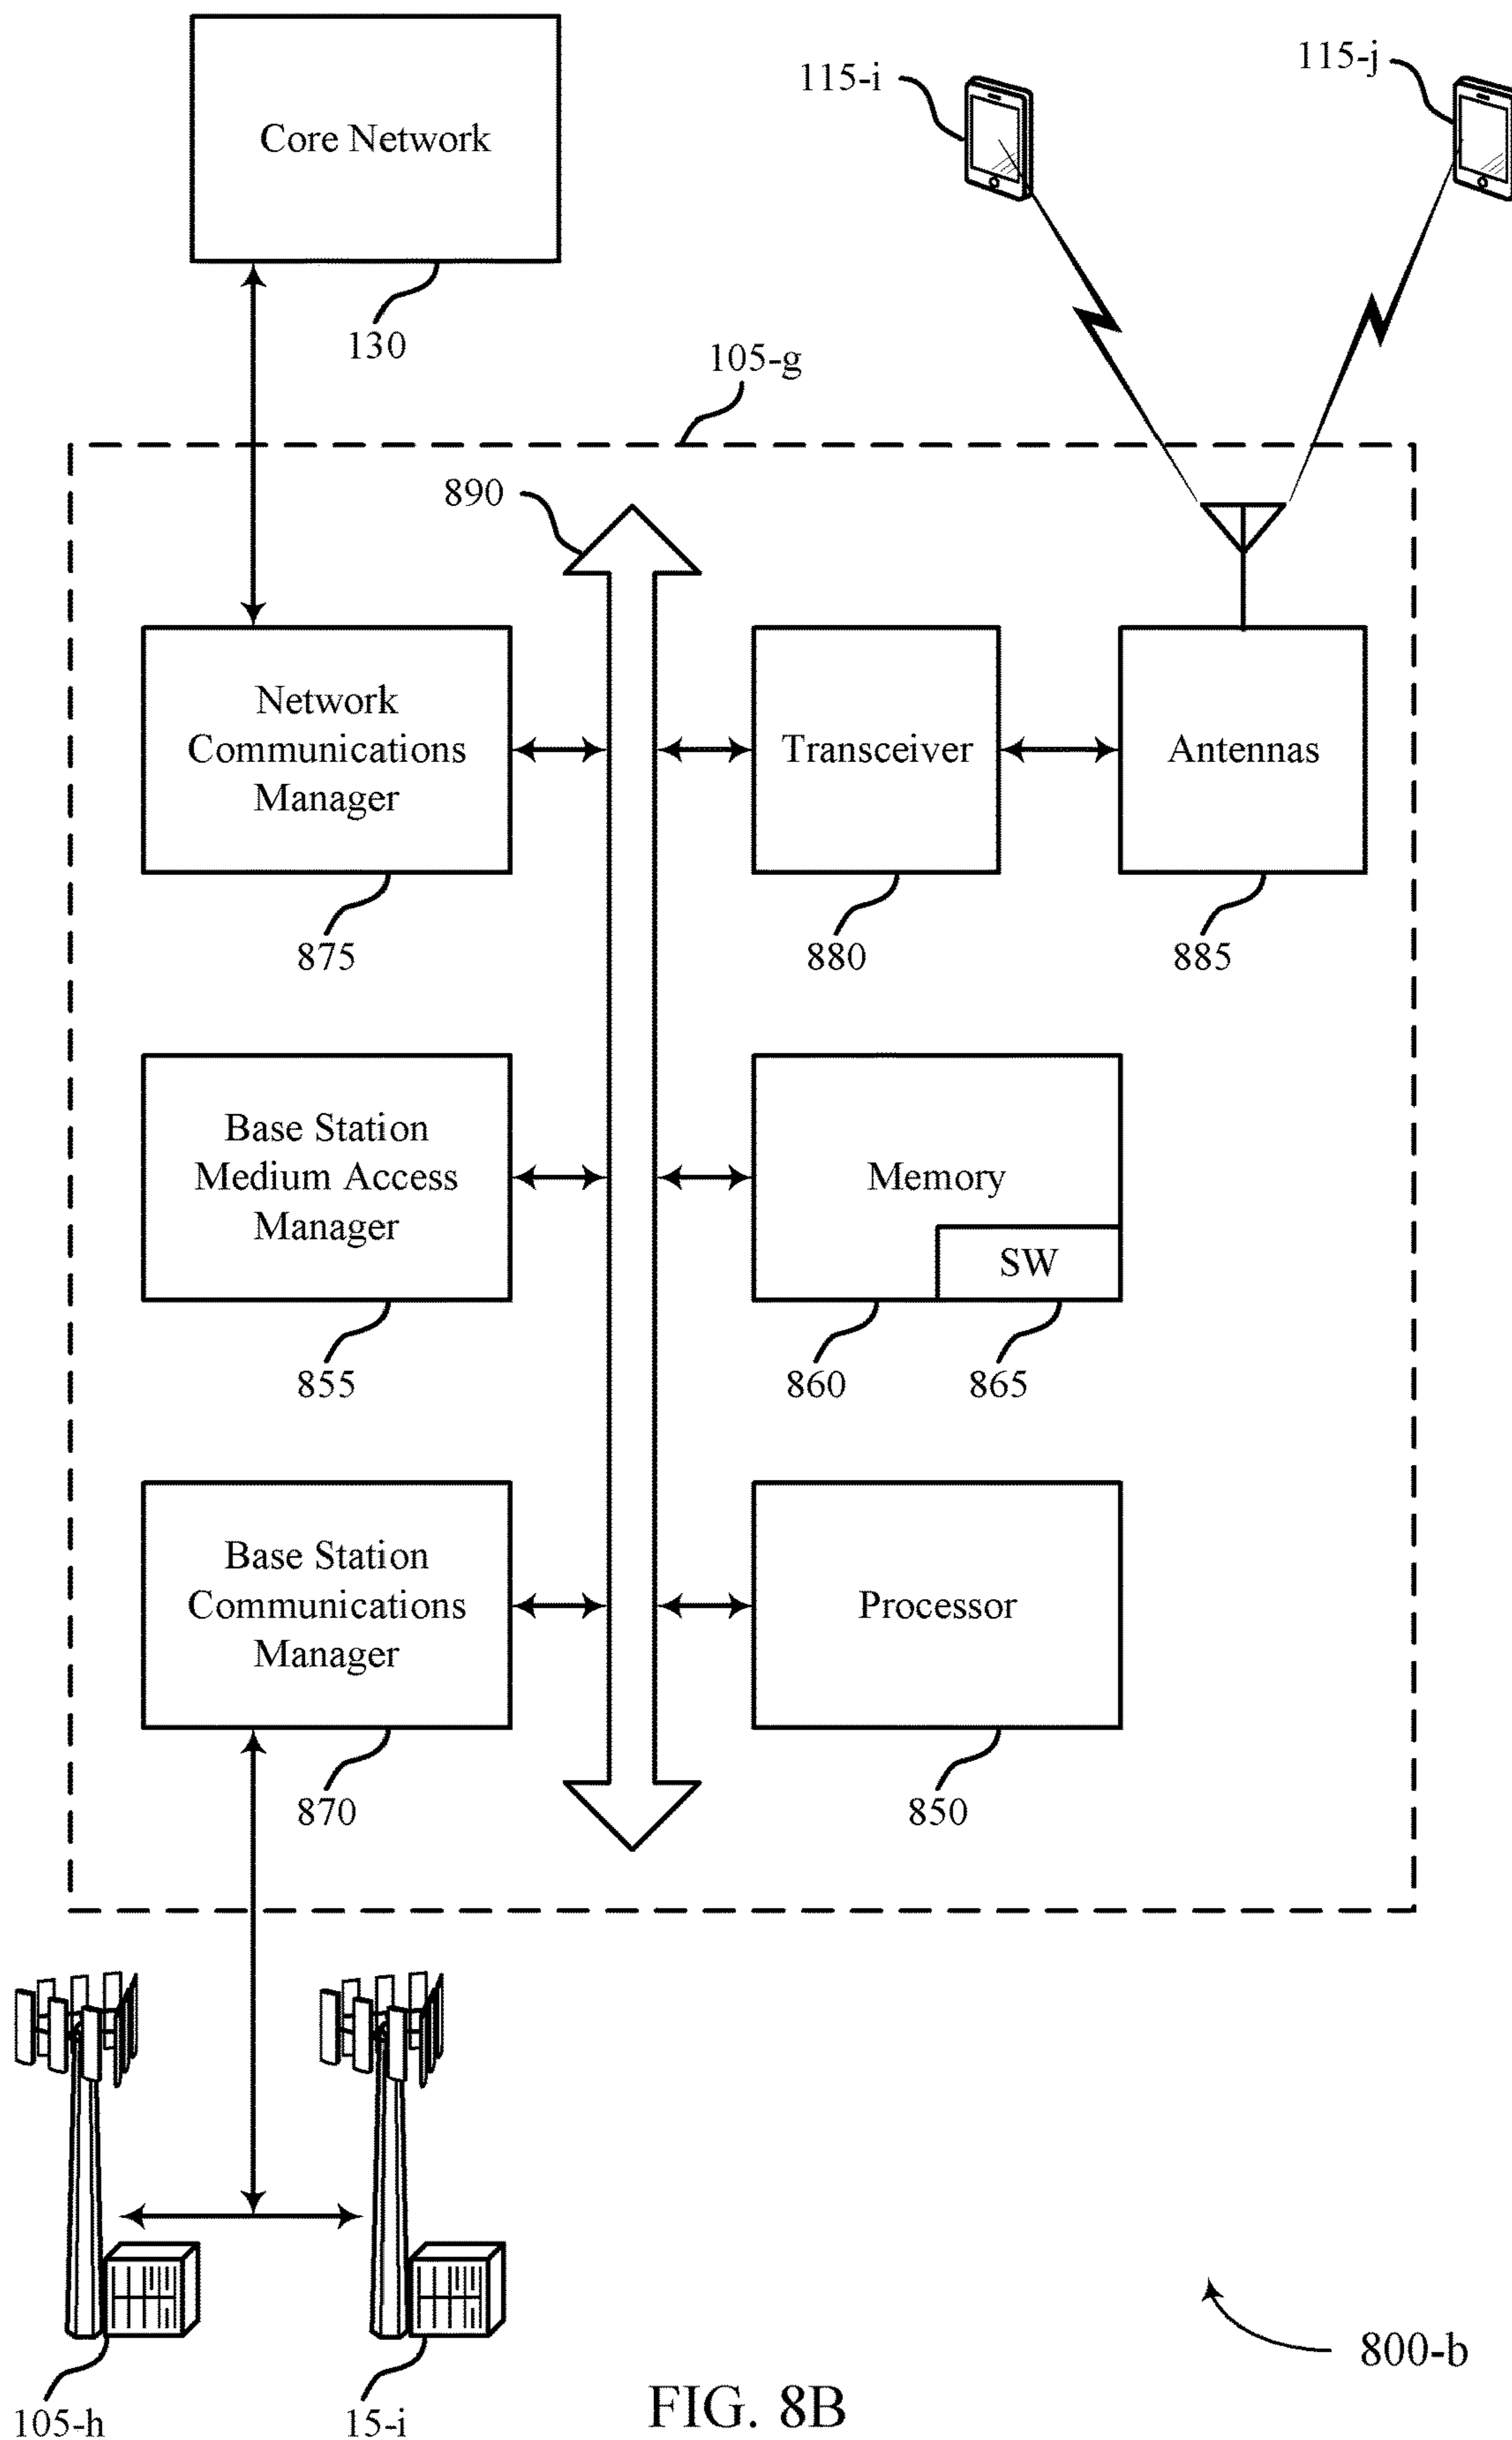 Core Network
130
115-i
115-j
105-g
890
Network
Communications
Manager
875
Transceiver
880
Antennas
885
Base Station
Medium Access
Manager
855
Memory
SW
860
865
Base Station
Communications
Manager
870
Processor
850
105-h
15-i
800-b
FIG. 8B